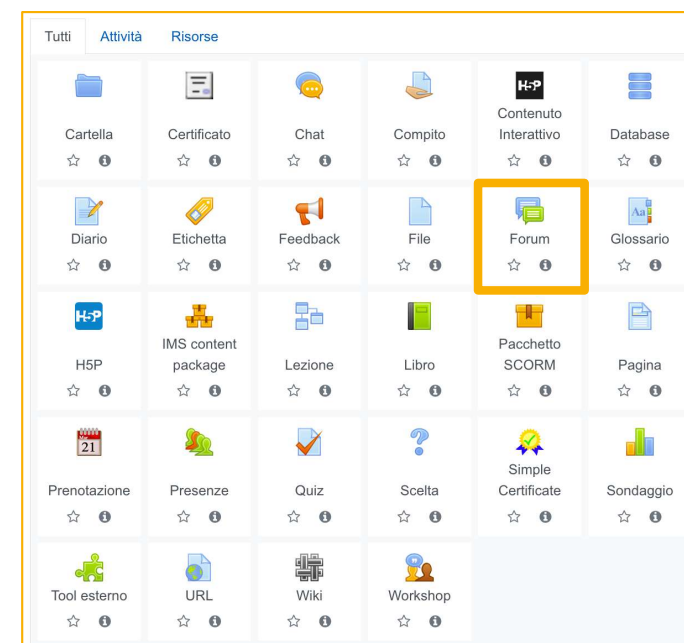 Tutti Attività Risorse
H-P
Cartella Certificato Chat Compito Contenuto Interattivo Database
Aa
Diario Etichetta Feedback File Forum Glossario
H5P
H5P IMS content package Lezione Libro Pacchetto SCORM Pagina
21
Prenotazione Presenze Quiz Scelta Simple Certificate Sondaggio
Tool esterno URL Wiki Workshop